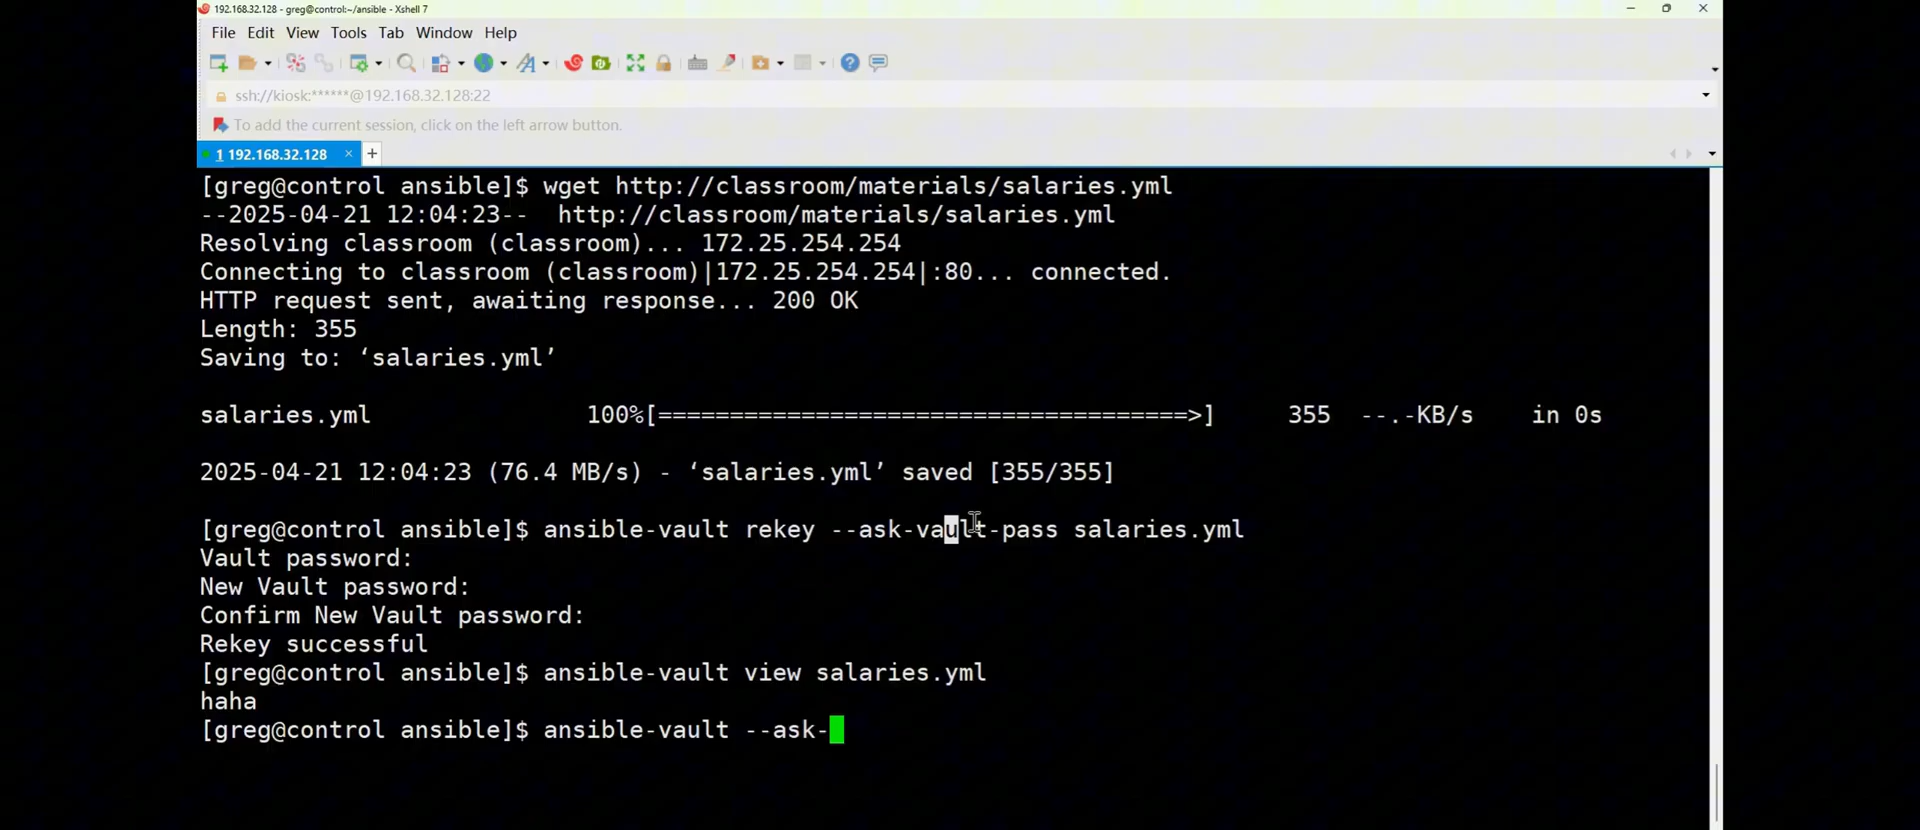 192.168.32.128 - greg@control:~/ansible - Xshell 7
File Edit View Tools Tab Window Help
ssh://kiosk:******@192.168.32.128:22
To add the current session, click on the left arrow button.
1 192.168.32.128 × +
[greg@control ansible]$ wget http://classroom/materials/salaries.yml
--2025-04-21 12:04:23-- http://classroom/materials/salaries.yml
Resolving classroom (classroom)... 172.25.254.254
Connecting to classroom (classroom)|172.25.254.254|:80... connected.
HTTP request sent, awaiting response... 200 OK
Length: 355
Saving to: ‘salaries.yml’
salaries.yml 100%[=====================================>] 355 --.-KB/s in 0s
2025-04-21 12:04:23 (76.4 MB/s) - ‘salaries.yml’ saved [355/355]
[greg@control ansible]$ ansible-vault rekey --ask-vault-pass salaries.yml
Vault password:
New Vault password:
Confirm New Vault password:
Rekey successful
[greg@control ansible]$ ansible-vault view salaries.yml
haha
[greg@control ansible]$ ansible-vault --ask-